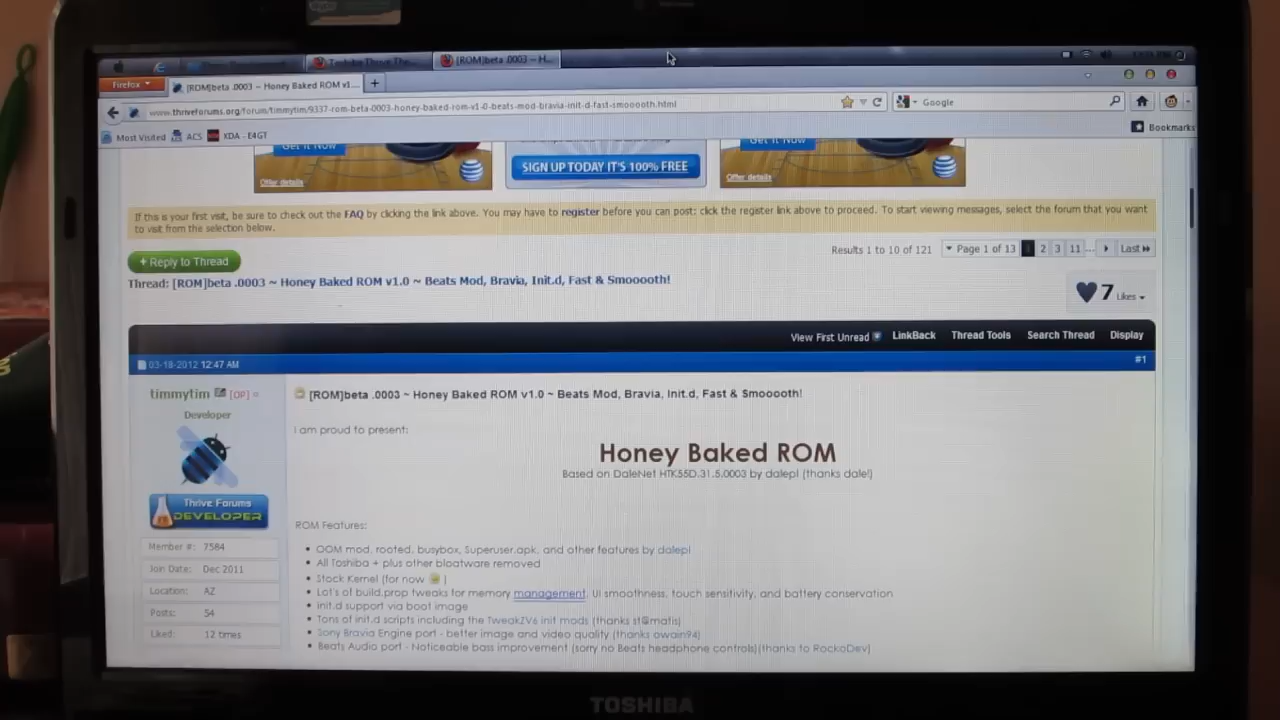 [ROM]beta .0003 ~ H...
Firefox
[ROM]beta .0003 ~ Honey Baked ROM v1....
+
www.thriveforums.org/forum/timmytim/9337-rom-beta-0003-honey-baked-rom-v1-0-beats-mod-bravia-init-d-fast-smooooth.html
Google
Most Visited
ACS
XDA - E4GT
Bookmarks
Get It Now
Get It Now
SIGN UP TODAY IT'S 100% FREE
Offer details
at&t
Offer details
at&t
If this is your first visit, be sure to check out the FAQ by clicking the link above. You may have to register before you can post: click the register link above to proceed. To start viewing messages, select the forum that you want
to visit from the selection below.
+ Reply to Thread
Results 1 to 10 of 121
Page 1 of 13
2
3
11
...
Last
Thread: [ROM]beta .0003 ~ Honey Baked ROM v1.0 ~ Beats Mod, Bravia, Init.d, Fast & Smooooth!
7 Likes
View First Unread
LinkBack
Thread Tools
Search Thread
Display
03-18-2012 12:47 AM
#1
timmytim [OP]
Developer
Thrive Forums
DEVELOPER
Member #: 7584
Join Date: Dec 2011
Location: AZ
Posts: 54
Liked: 12 times
[ROM]beta .0003 ~ Honey Baked ROM v1.0 ~ Beats Mod, Bravia, Init.d, Fast & Smooooth!
I am proud to present:
Honey Baked ROM
Based on DaleNet HTK55D.31.5.0003 by dalepl (thanks dale!)
ROM Features:
OOM mod, rooted, busybox, Superuser.apk, and other features by dalepl
All Toshiba + plus other bloatware removed
Stock Kernel (for now )
Lot's of build.prop tweaks for memory management, UI smoothness, touch sensitivity, and battery conservation
init.d support via boot image
Tons of init.d scripts including the TweakZV6 init mods (thanks st@matis)
Sony Bravia Engine port - better image and video quality (thanks owain94)
Beats Audio port - Noticeable bass improvement (sorry no Beats headphone controls)(thanks to RockoDev)
TOSHIBA